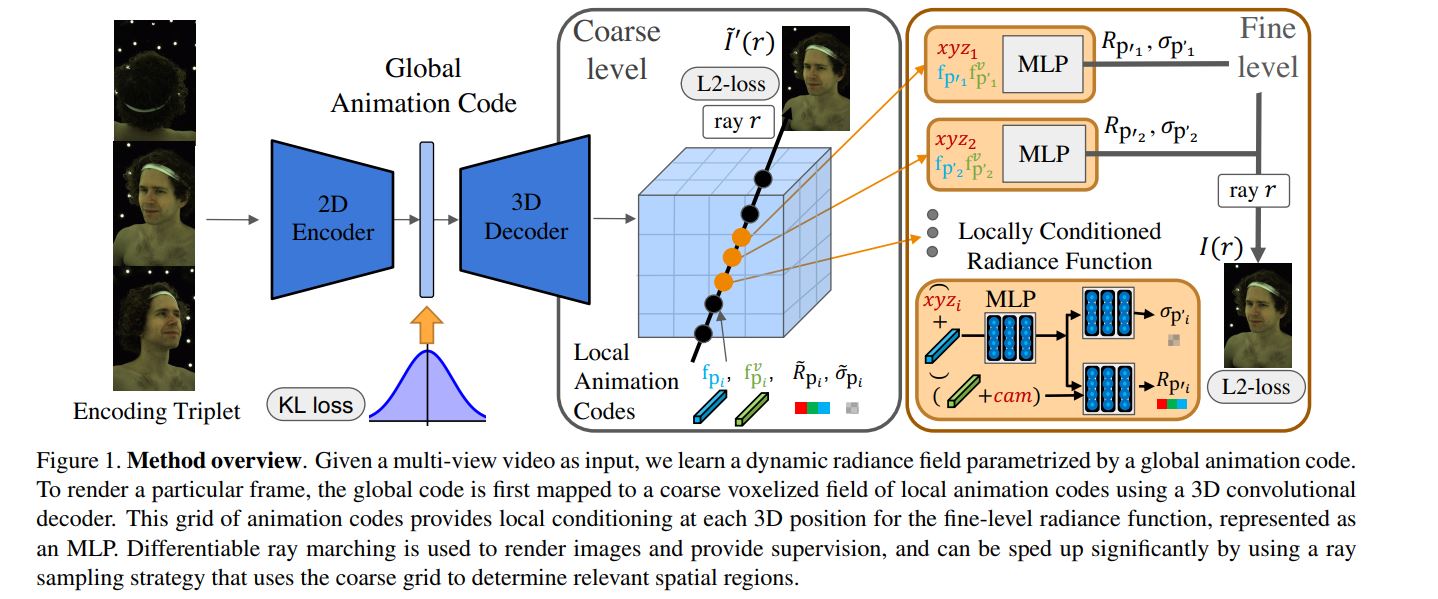 Global
Animation Code
2D
Encoder
3D
Decoder
Encoding Triplet
KL loss
Coarse
level
Ĩ′(r)
L2-loss
ray r
Local
Animation
Codes
f_{p_i}, f^v_{p_i}, R̃_{p_i}, σ̃_{p_i}
Fine
level
xyz_1
f_{p′_1} f^v_{p′_1}
MLP
R_{p′_1}, σ_{p′_1}
xyz_2
f_{p′_2} f^v_{p′_2}
MLP
R_{p′_2}, σ_{p′_2}
ray r
Locally Conditioned
Radiance Function
I(r)
xyz_i
+
MLP
σ_{p′_i}
( +cam)
R_{p′_i}
L2-loss
Figure 1. Method overview. Given a multi-view video as input, we learn a dynamic radiance field parametrized by a global animation code.
To render a particular frame, the global code is first mapped to a coarse voxelized field of local animation codes using a 3D convolutional
decoder. This grid of animation codes provides local conditioning at each 3D position for the fine-level radiance function, represented as
an MLP. Differentiable ray marching is used to render images and provide supervision, and can be sped up significantly by using a ray
sampling strategy that uses the coarse grid to determine relevant spatial regions.